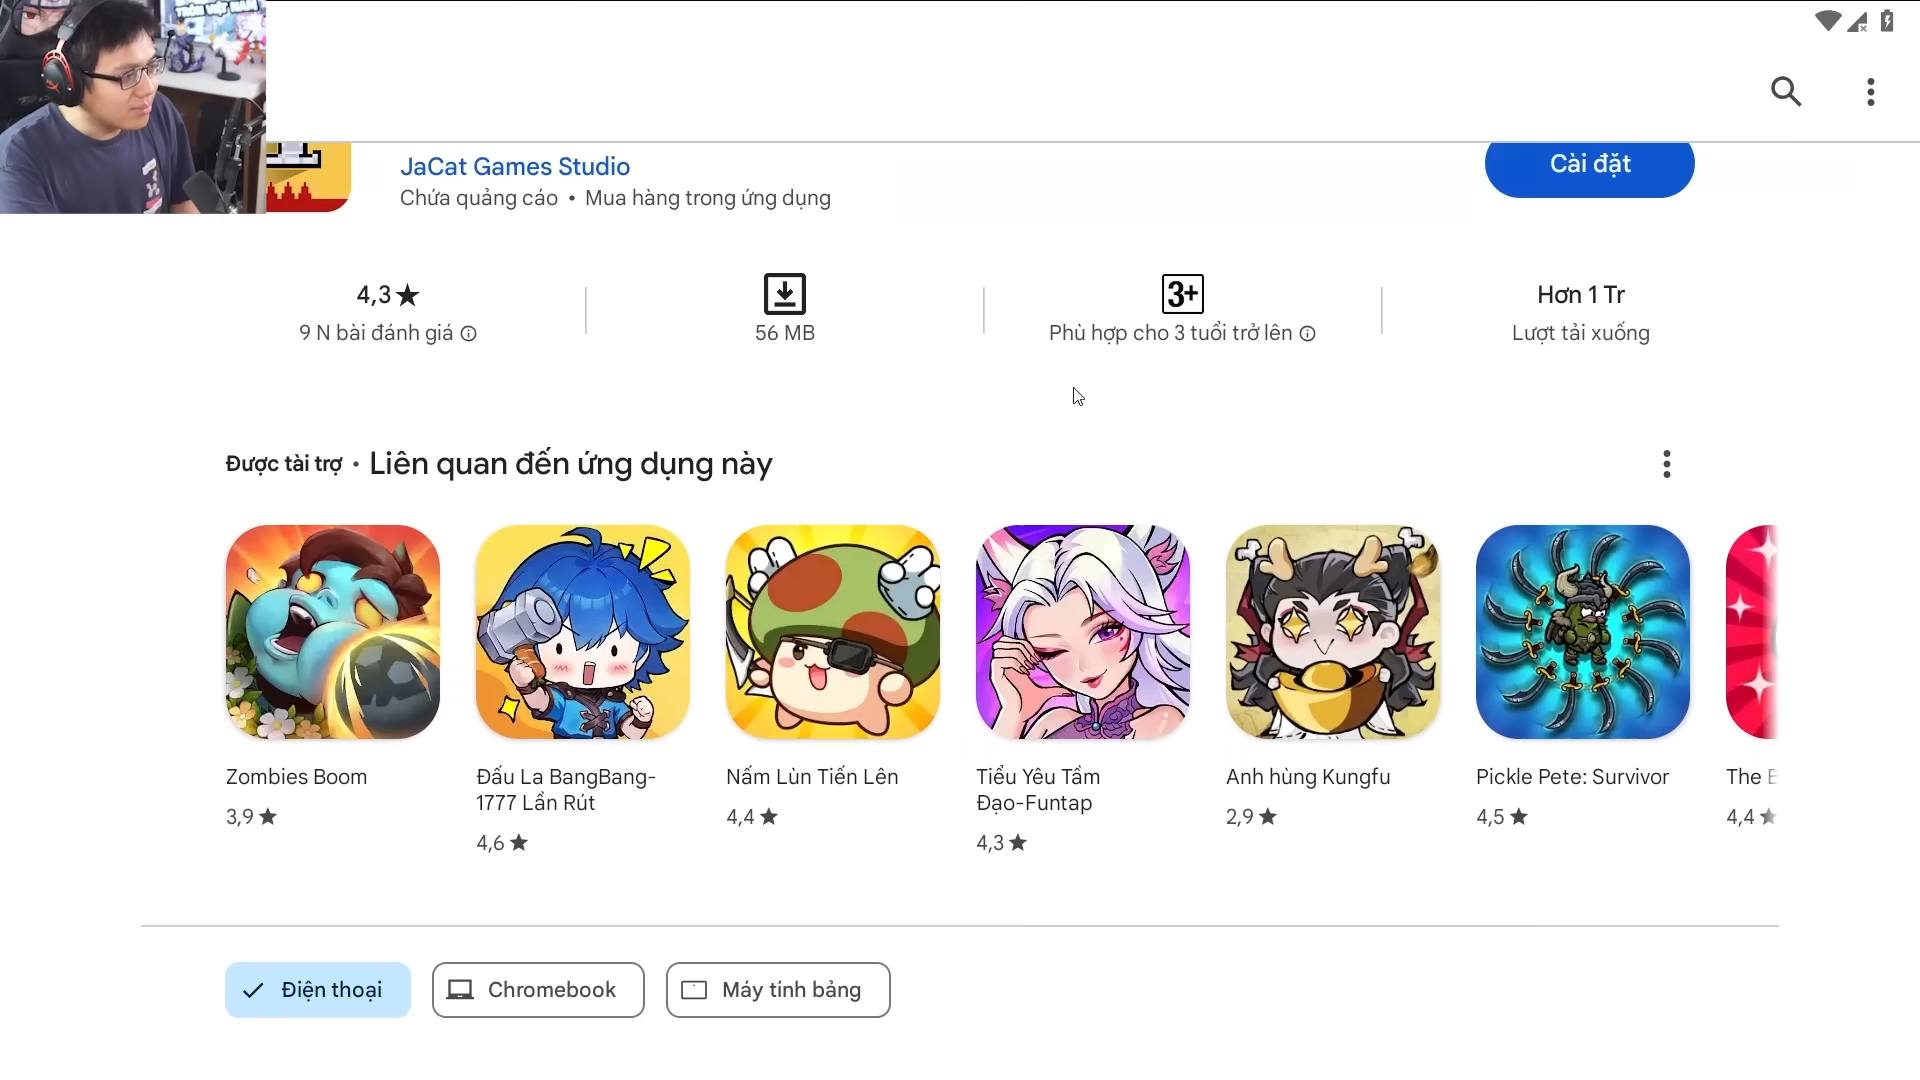 TRÒN VIỆT NAM
JaCat Games Studio
Chứa quảng cáo • Mua hàng trong ứng dụng
Cài đặt
4,3★
9 N bài đánh giá
56 MB
3+
Phù hợp cho 3 tuổi trở lên
Hơn 1 Tr
Lượt tải xuống
Được tài trợ • Liên quan đến ứng dụng này
Zombies Boom
3,9 ★
Đấu La BangBang-
1777 Lần Rút
4,6 ★
Nấm Lùn Tiến Lên
4,4 ★
Tiểu Yêu Tầm
Đạo-Funtap
4,3 ★
Anh hùng Kungfu
2,9 ★
Pickle Pete: Survivor
4,5 ★
The
4,4 ★
Điện thoại
Chromebook
Máy tính bảng